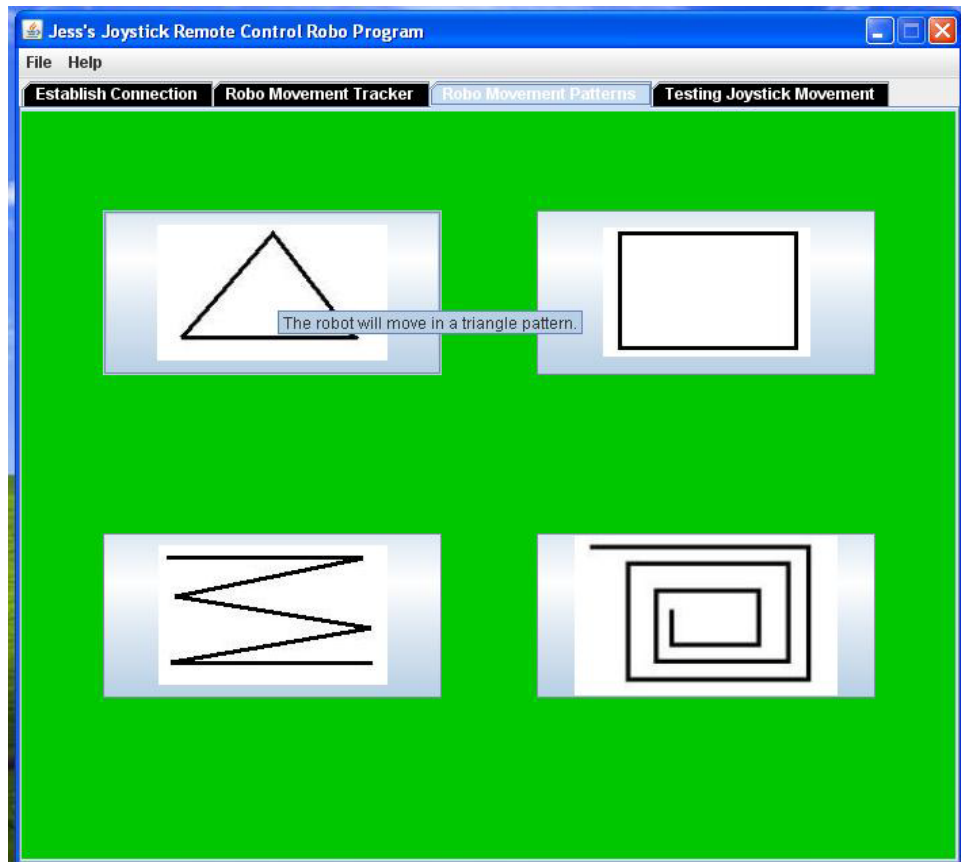 Jess's Joystick Remote Control Robo Program
File Help
Establish Connection Robo Movement Tracker Robo Movement Patterns Testing Joystick Movement
The robot will move in a triangle pattern.